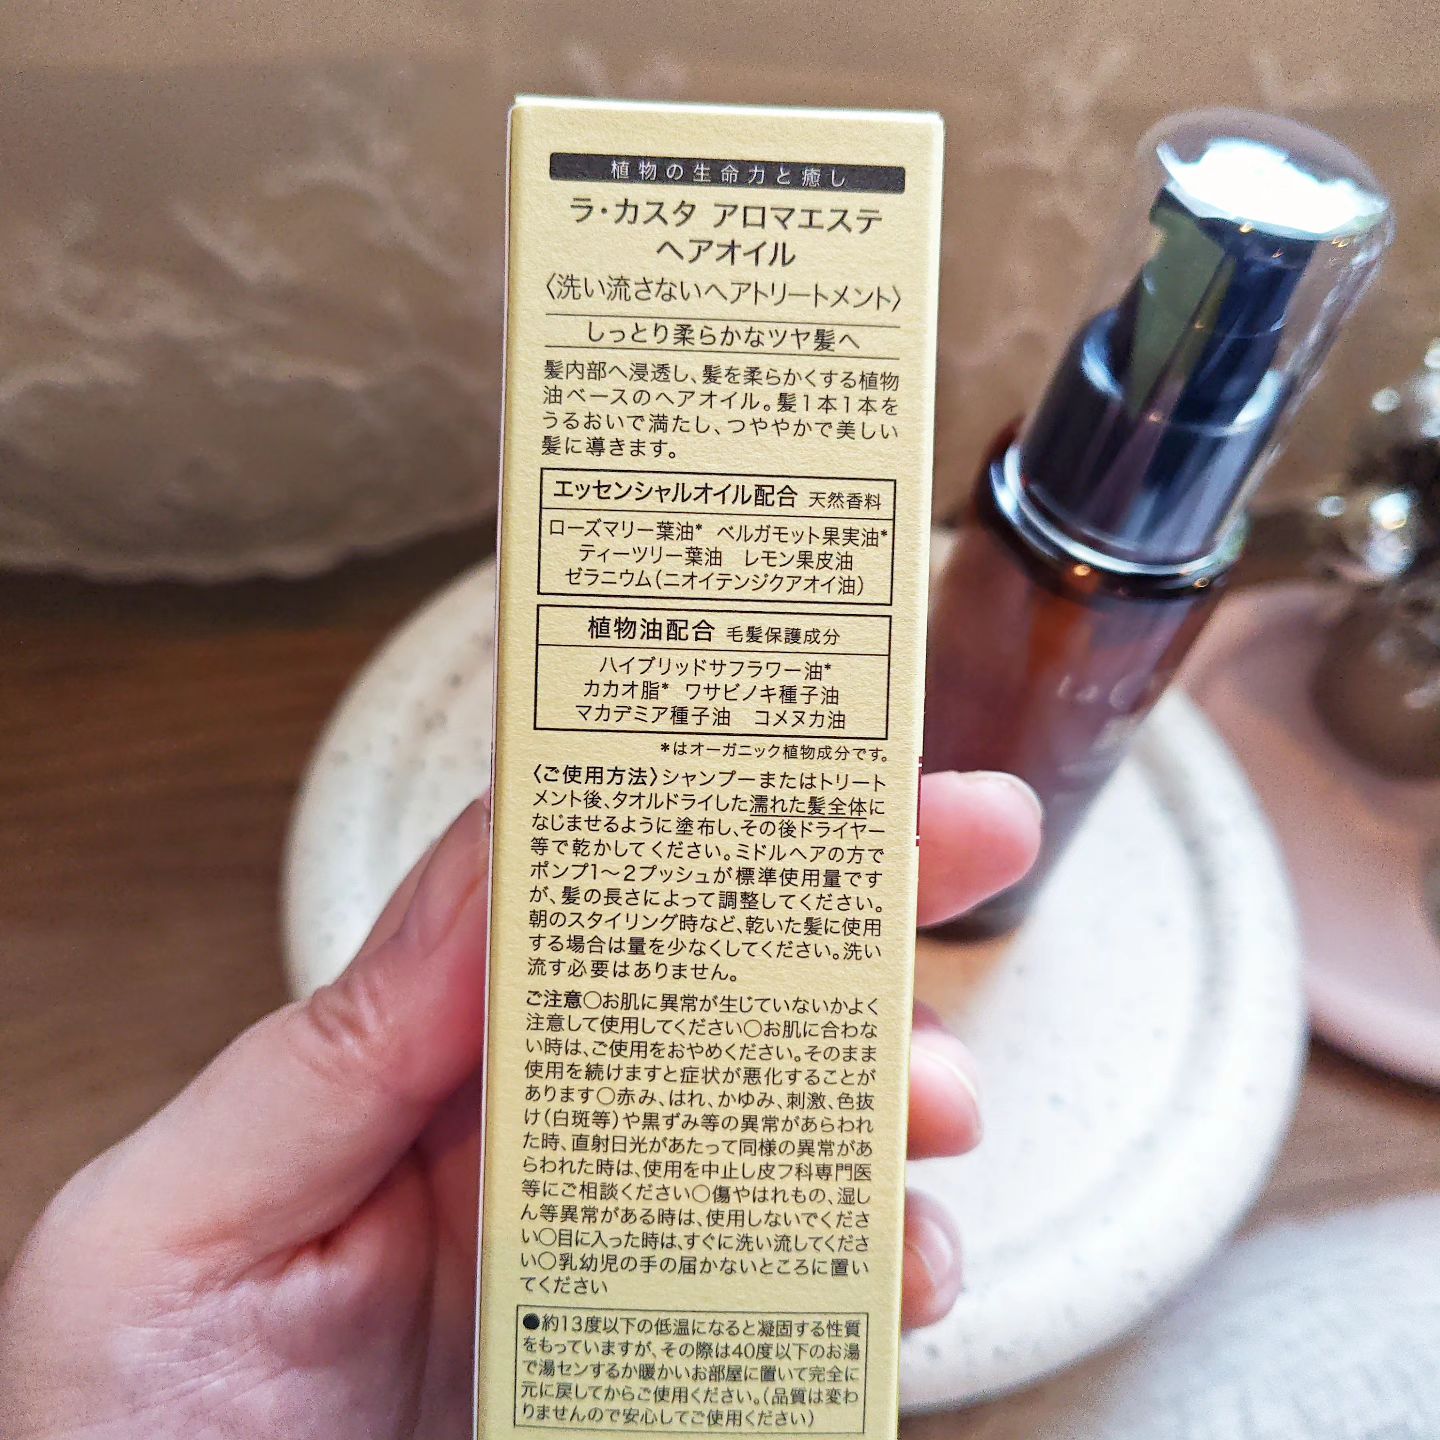 植物の生命力と癒し
ラ・カスタ アロマエステ
ヘアオイル
〈洗い流さないヘアトリートメント〉
しっとり柔らかなツヤ髪へ
髪内部へ浸透し、髪を柔らかくする植物
油ベースのヘアオイル。髪1本1本を
うるおいで満たし、つややかで美しい
髪に導きます。
エッセンシャルオイル配合 天然香料
ローズマリー葉油* ベルガモット果実油*
ティーツリー葉油 レモン果皮油
ゼラニウム(ニオイテンジクアオイ油)
植物油配合 毛髪保護成分
ハイブリッドサフラワー油*
カカオ脂* ワサビノキ種子油
マカデミア種子油 コメヌカ油
*はオーガニック植物成分です。
〈ご使用方法〉シャンプーまたはトリート
メント後、タオルドライした濡れた髪全体に
なじませるように塗布し、その後ドライヤー
等で乾かしてください。ミドルヘアの方で
ポンプ1〜2プッシュが標準使用量です
が、髪の長さによって調整してください。
朝のスタイリング時など、乾いた髪に使用
する場合は量を少なくしてください。洗い
流す必要はありません。
ご注意○お肌に異常が生じていないかよく
注意して使用してください○お肌に合わな
い時は、ご使用をおやめください。そのまま
使用を続けますと症状が悪化することが
あります○赤み、はれ、かゆみ、刺激、色抜
け(白斑等)や黒ずみ等の異常があらわれ
た時、直射日光があたって同様の異常があ
らわれた時は、使用を中止し皮フ科専門医
等にご相談ください○傷やはれもの、湿し
ん等異常がある時は、使用しないでくださ
い○目に入った時は、すぐに洗い流してくださ
い○乳幼児の手の届かないところに置い
てください
●約13度以下の低温になると凝固する性質
をもっていますが、その際は40度以下のお湯
で湯センするか暖かいお部屋に置いて完全に
元に戻してからご使用ください。(品質は変わ
りませんので安心してご使用ください)